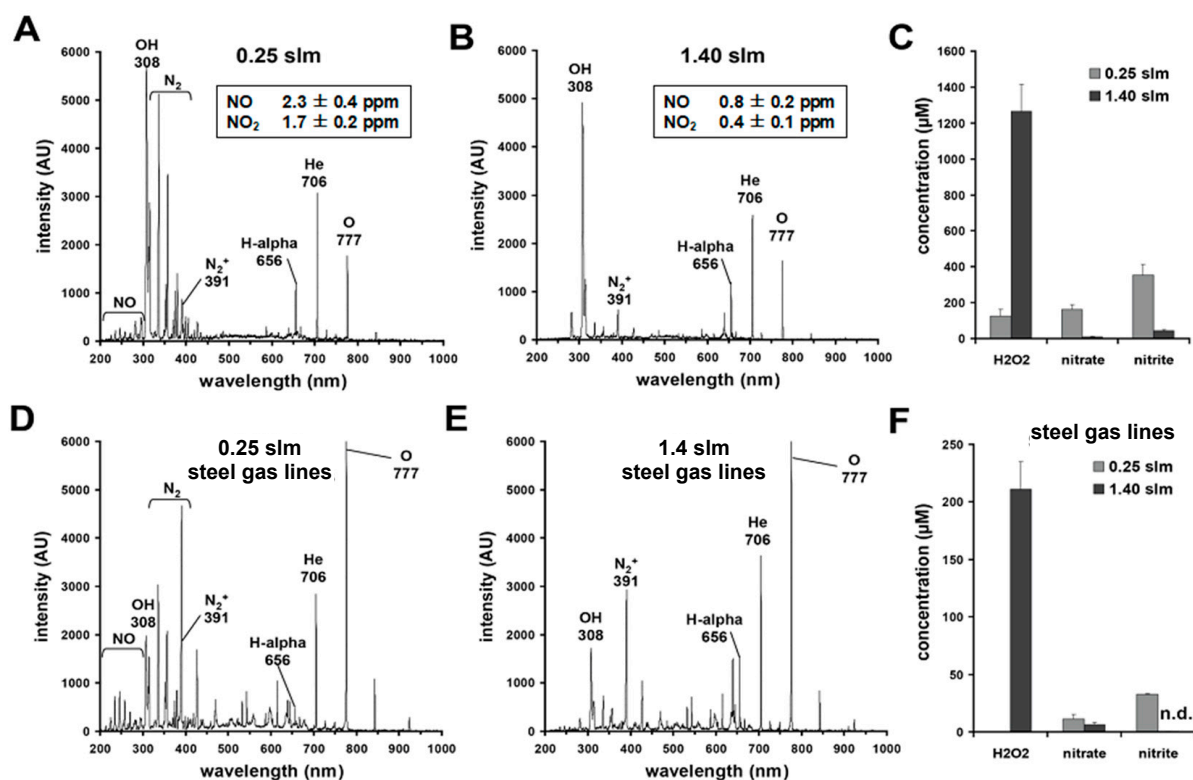 A
0.25 slm
OH
308
N₂
NO 2.3 ± 0.4 ppm
NO₂ 1.7 ± 0.2 ppm
He
706
O
777
H-alpha
656
N₂⁺
391
NO
intensity (AU)
6000
5000
4000
3000
2000
1000
0
200 300 400 500 600 700 800 900 1000
wavelength (nm)
B
1.40 slm
OH
308
NO 0.8 ± 0.2 ppm
NO₂ 0.4 ± 0.1 ppm
He
706
O
777
H-alpha
656
N₂⁺
391
intensity (AU)
6000
5000
4000
3000
2000
1000
0
200 300 400 500 600 700 800 900 1000
wavelength (nm)
C
0.25 slm
1.40 slm
concentration (µM)
1600
1400
1200
1000
800
600
400
200
0
H2O2 nitrate nitrite
D
0.25 slm
steel gas lines
O
777
N₂
He
706
N₂⁺
391
OH
308
NO
H-alpha
656
intensity (AU)
6000
5000
4000
3000
2000
1000
0
200 300 400 500 600 700 800 900 1000
wavelength (nm)
E
1.4 slm
steel gas lines
O
777
He
706
N₂⁺
391
OH
308
H-alpha
656
intensity (AU)
6000
5000
4000
3000
2000
1000
0
200 300 400 500 600 700 800 900 1000
wavelength (nm)
F
steel gas lines
0.25 slm
1.40 slm
concentration (µM)
250
200
150
100
50
0
n.d.
H2O2 nitrate nitrite